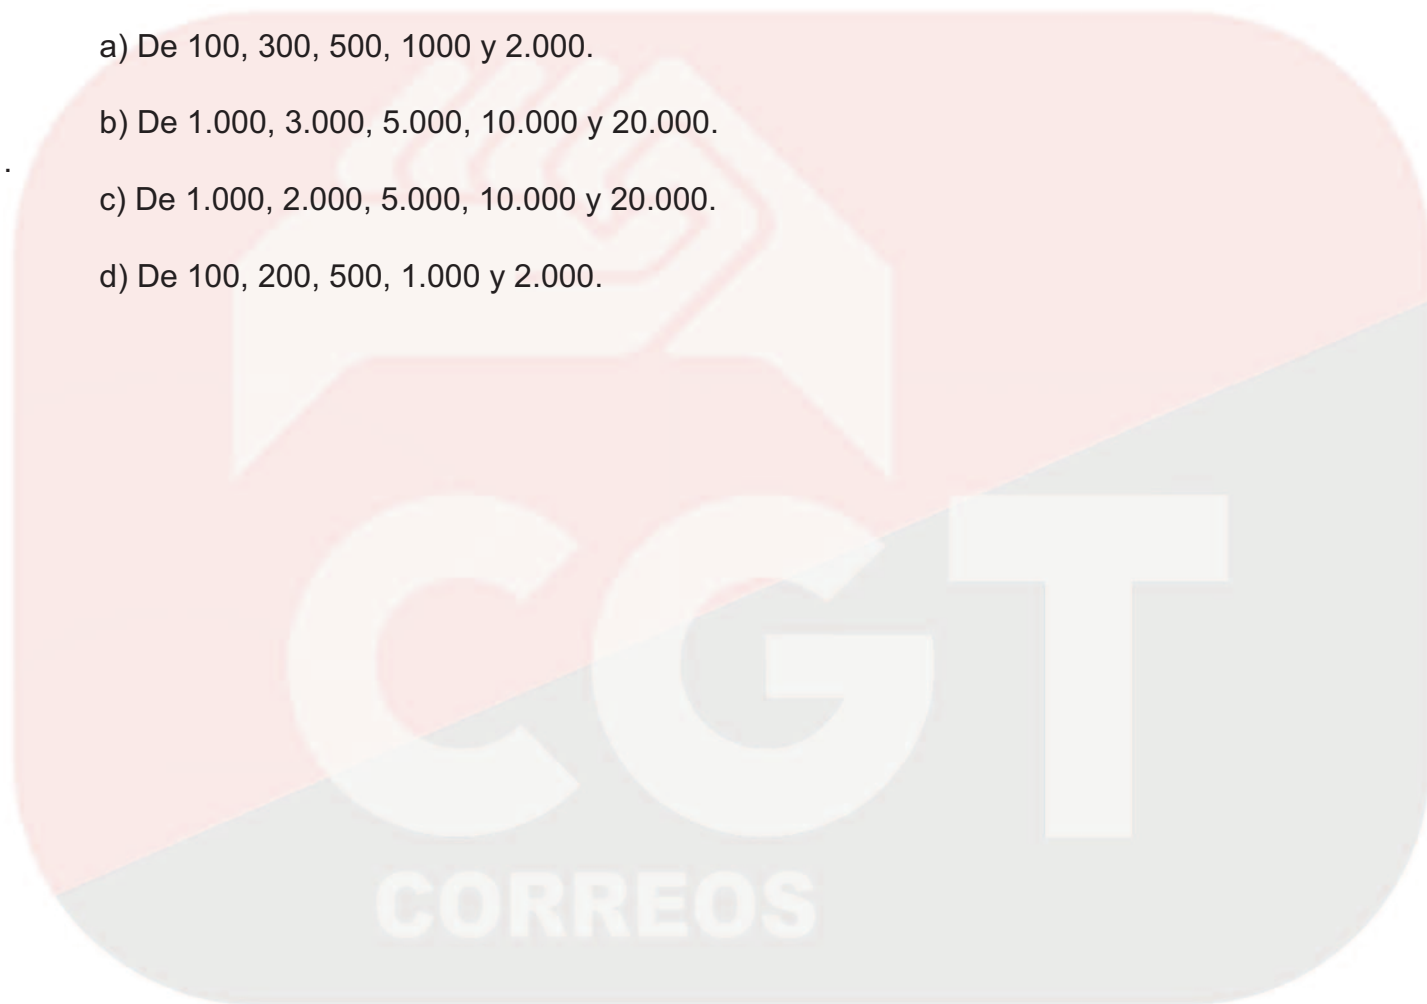 a) De 100, 300, 500, 1000 y 2.000.
b) De 1.000, 3.000, 5.000, 10.000 y 20.000.
.
c) De 1.000, 2.000, 5.000, 10.000 y 20.000.
d) De 100, 200, 500, 1.000 y 2.000.
CGT
CORREOS